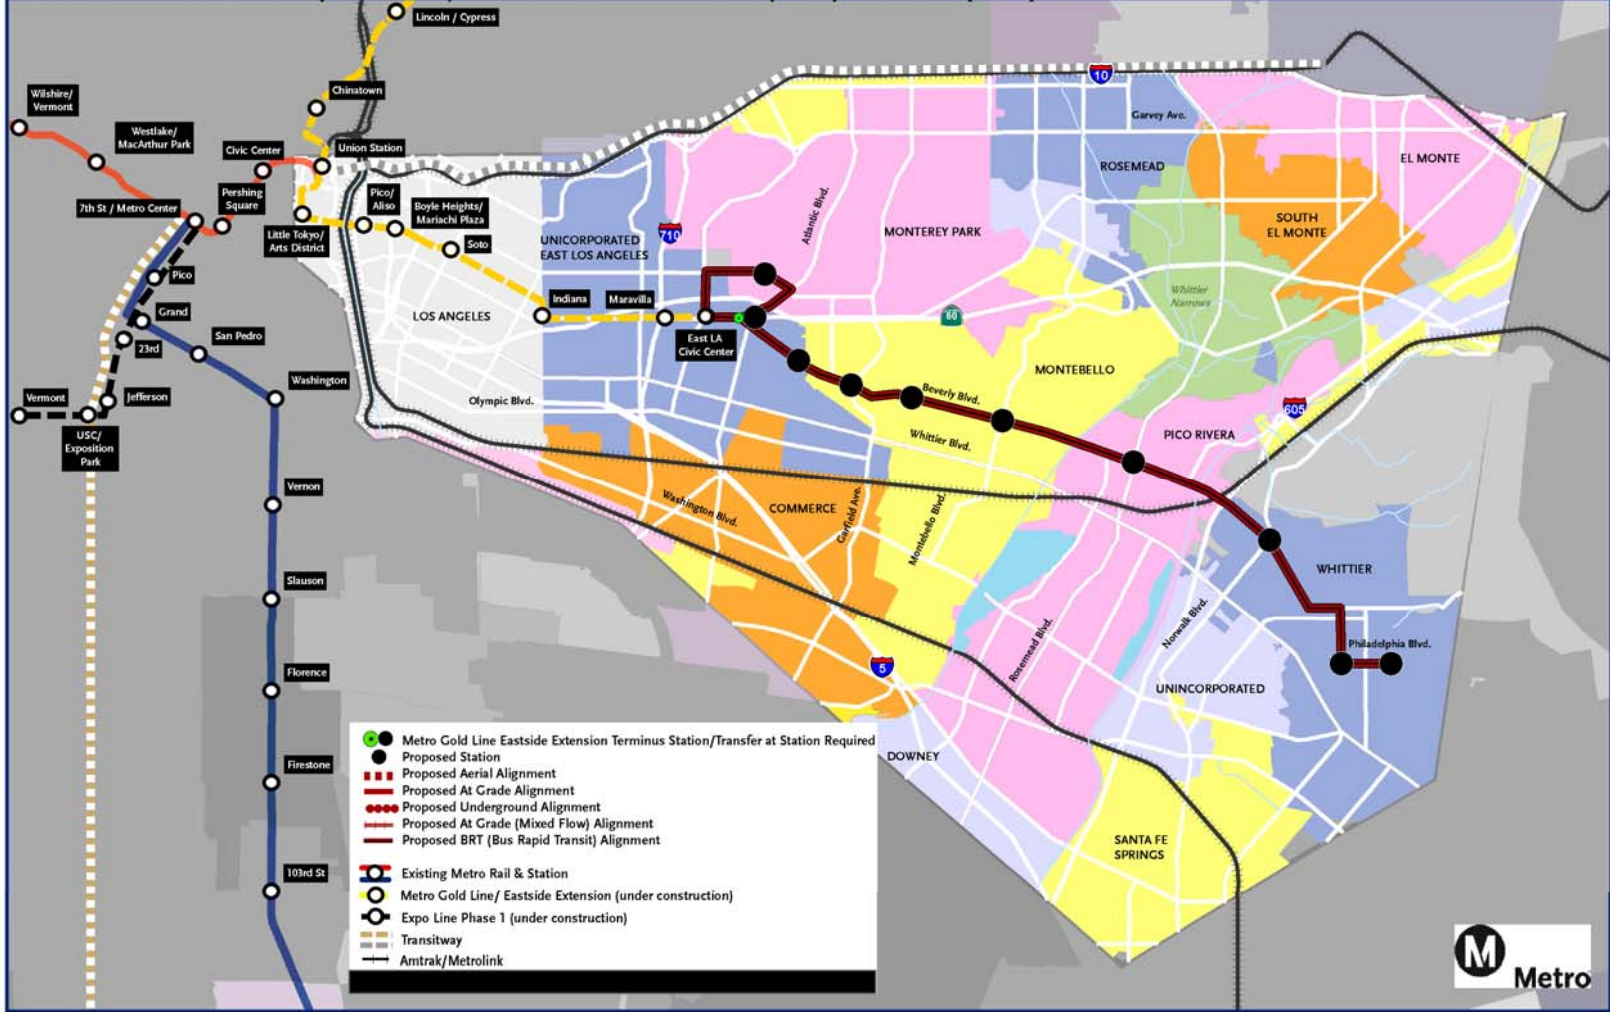 Lincoln / Cypress
Chinatown
Wilshire/
Vermont
Westlake/
MacArthur Park
Civic Center
Union Station
7th St / Metro Center
Pershing
Square
Pico/
Aliso
Boyle Heights/
Mariachi Plaza
Little Tokyo/
Arts District
Soto
Pico
Grand
23rd
San Pedro
Indiana
Maravilla
East LA
Civic Center
Washington
Vermont
Jefferson
USC/
Exposition
Park
Vernon
Slauson
Florence
Firestone
103rd St
10
Garvey Ave.
ROSEMEAD
EL MONTE
SOUTH
EL MONTE
Atlantic Blvd.
MONTEREY PARK
710
UNICORPORATED
EAST LOS ANGELES
Whittier
Narrows
LOS ANGELES
60
MONTEBELLO
Olympic Blvd.
Beverly Blvd.
Whittier Blvd.
605
PICO RIVERA
Washington Blvd.
COMMERCE
Garfield Ave.
Montebello Blvd.
WHITTIER
Norwalk Blvd.
Rosemead Blvd.
Philadelphia Blvd.
5
UNINCORPORATED
DOWNEY
SANTA FE
SPRINGS
Metro Gold Line Eastside Extension Terminus Station/Transfer at Station Required
Proposed Station
Proposed Aerial Alignment
Proposed At Grade Alignment
Proposed Underground Alignment
Proposed At Grade (Mixed Flow) Alignment
Proposed BRT (Bus Rapid Transit) Alignment
Existing Metro Rail & Station
Metro Gold Line/ Eastside Extension (under construction)
Expo Line Phase 1 (under construction)
Transitway
Amtrak/Metrolink
M
Metro